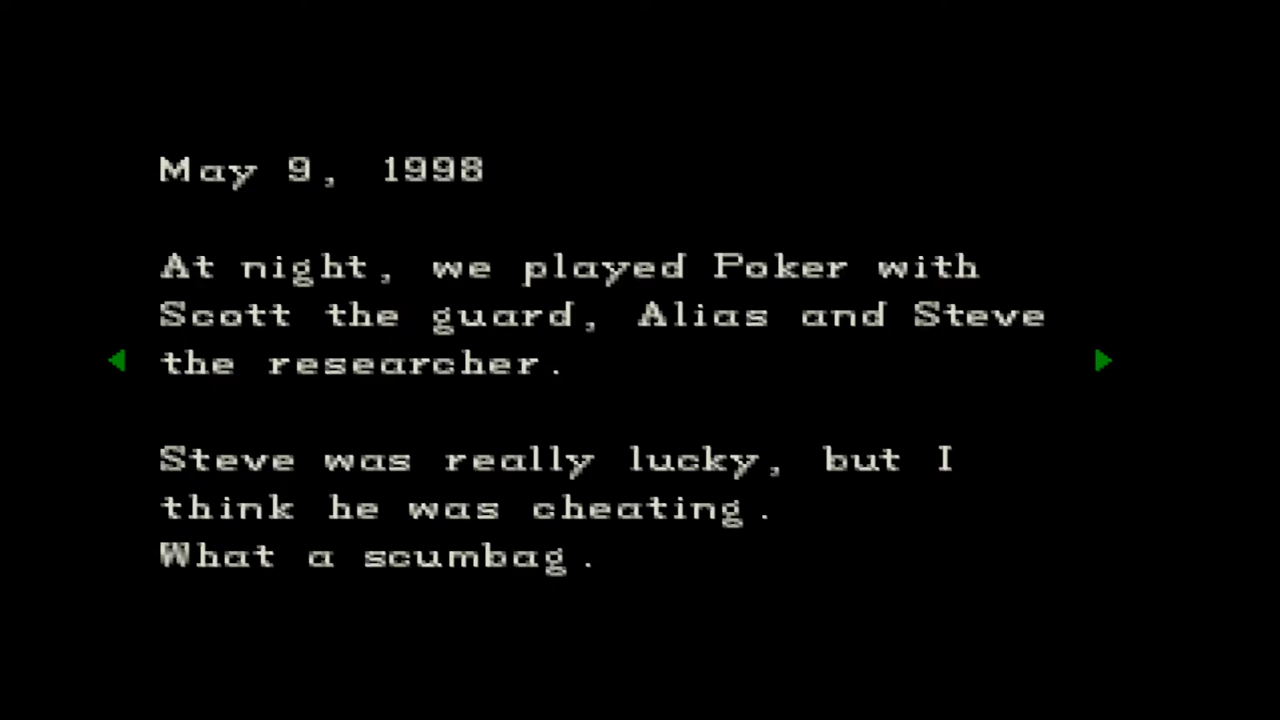 May 9, 1998
At night, we played Poker with
Scott the guard, Alias and Steve
the researcher.
Steve was really lucky, but I
think he was cheating.
What a scumbag.